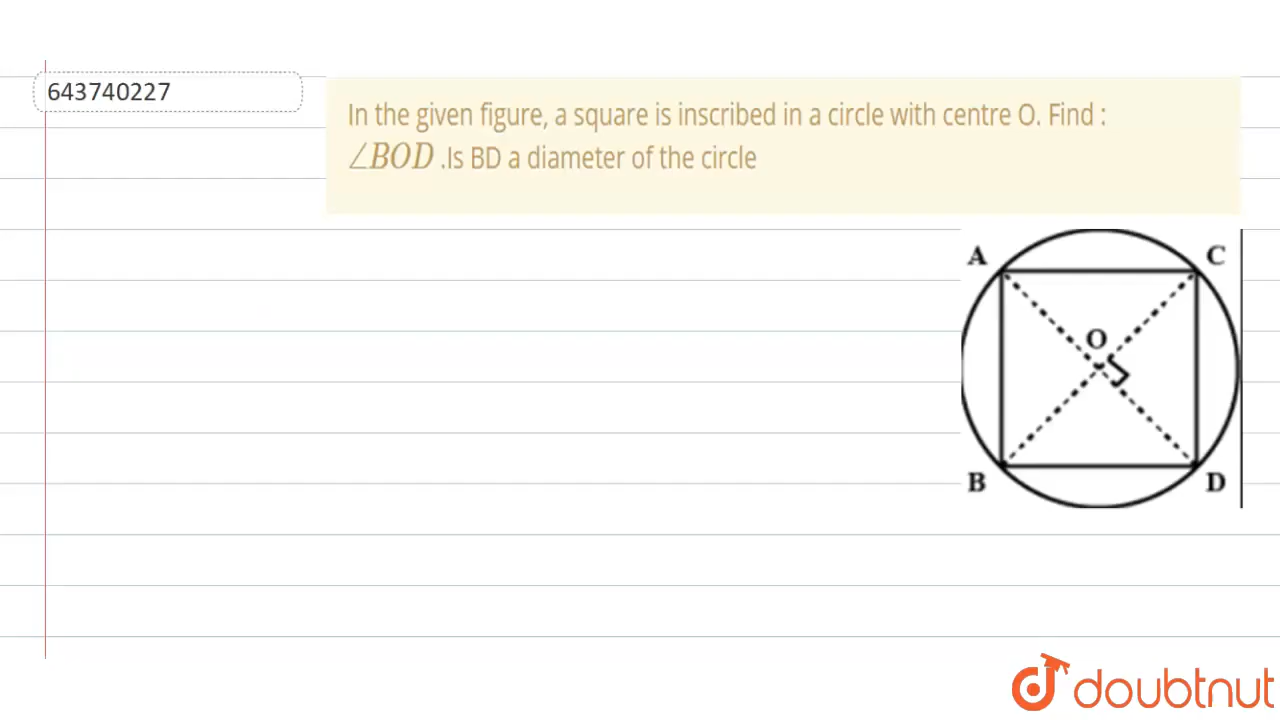 643740227
In the given figure, a square is inscribed in a circle with centre O. Find :
∠BOD .Is BD a diameter of the circle
A
C
O
B
D
doubtnut